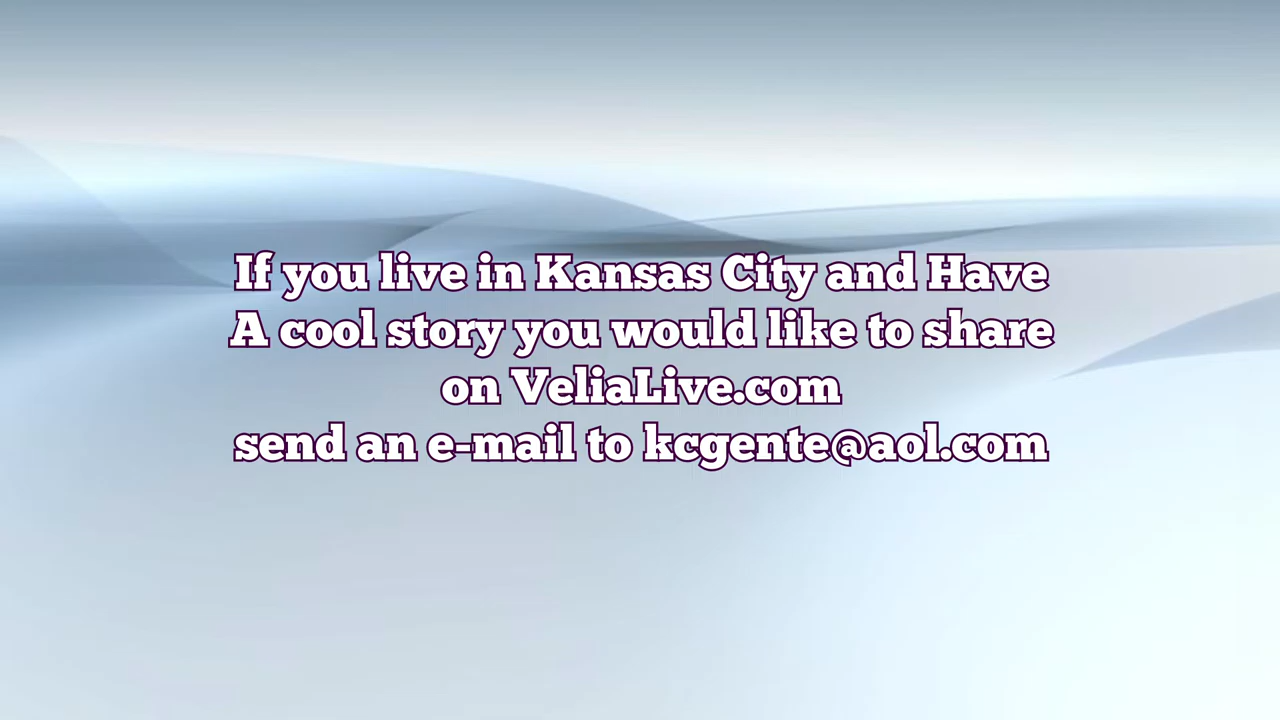 If you live in Kansas City and Have
A cool story you would like to share
on VeliaLive.com
send an e-mail to kcgente@aol.com